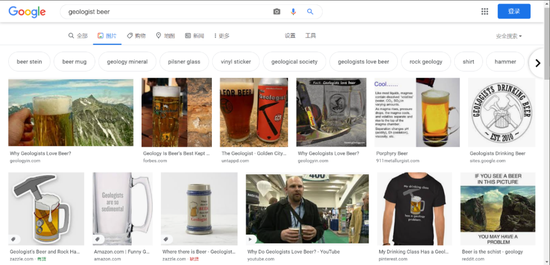 Google
geologist beer
登录
全部
图片
购物
地图
新闻
更多
设置
工具
安全搜索
beer stein
beer mug
geology mineral
pilsner glass
vinyl sticker
geological society
geologists love beer
rock geology
shirt
hammer
Why Geologists Love Beer?
geologyin.com
Geology Is Beer's Best Kept ...
forbes.com
The Geologist - Golden City...
untappd.com
Why Geologists Love Beer?
geologyin.com
Cool
Porphyry Beer
911metallurgist.com
GEOLOGISTS DRINKING BEER
EST. 2010
Geologists Drinking Beer
sites.google.com
Geologist's Beer and Rock Ha...
zazzle.com
Geologists are so
Amazon.com | Funny G...
amazon.com
Where there is Beer - Geologist...
zazzle.com
400
Why Do Geologists Love Beer? - YouTube
youtube.com
My Drinking Class Has a Geol...
pinterest.com
IF YOU SEE A BEER
IN THIS PICTURE
YOU MAY HAVE A
PROBLEM
Beer is the schist - geology
reddit.com